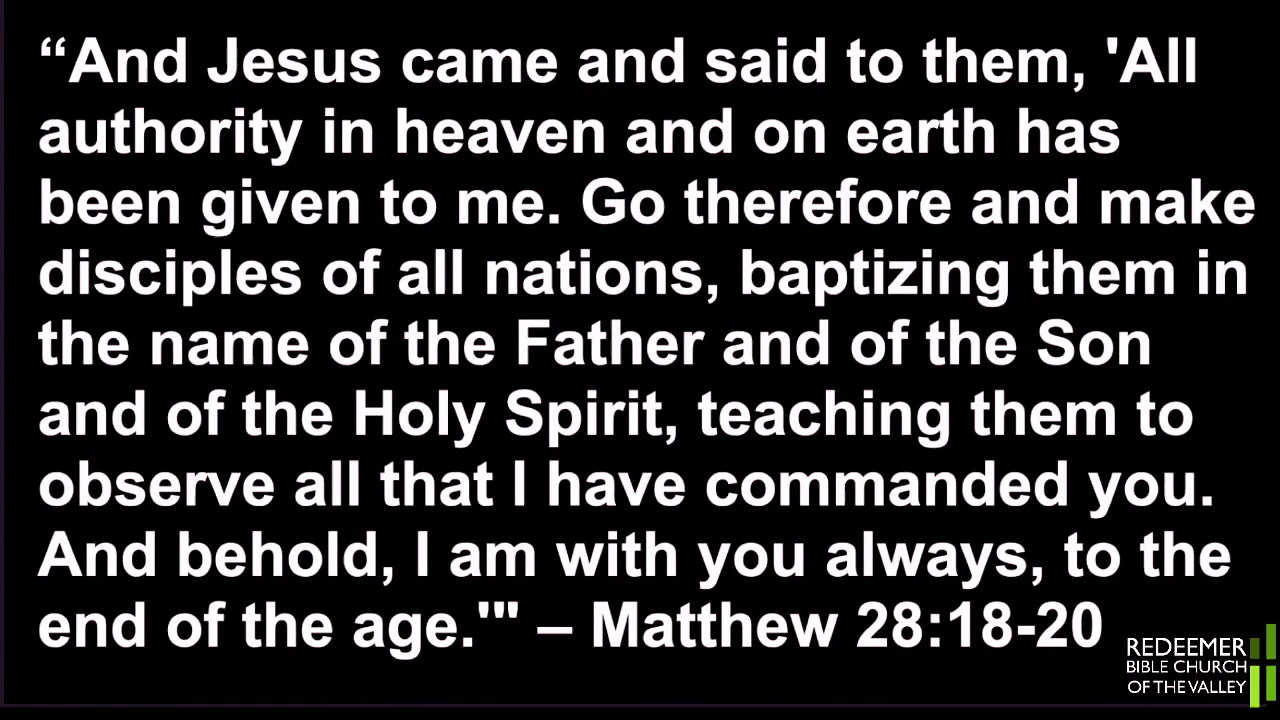 “And Jesus came and said to them, 'All
authority in heaven and on earth has
been given to me. Go therefore and make
disciples of all nations, baptizing them in
the name of the Father and of the Son
and of the Holy Spirit, teaching them to
observe all that I have commanded you.
And behold, I am with you always, to the
end of the age.'" – Matthew 28:18-20
REDEEMER
BIBLE CHURCH
OF THE VALLEY